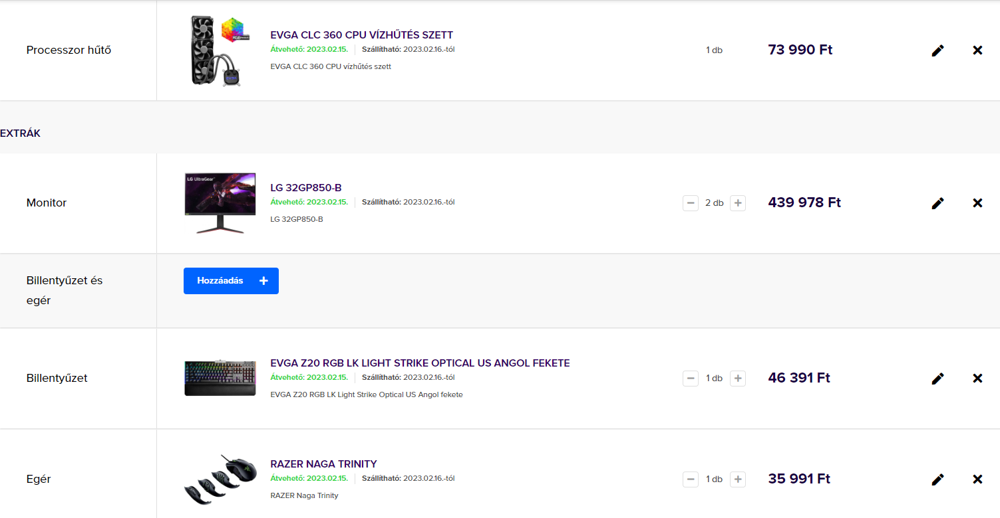 Processzor hűtő
EVGA CLC 360 CPU VÍZHŰTÉS SZETT
Átvehető: 2023.02.15. Szállítható: 2023.02.16.-tól
EVGA CLC 360 CPU vízhűtés szett
1 db
73 990 Ft
EXTRÁK
Monitor
LG UltraGear
LG 32GP850-B
Átvehető: 2023.02.15. Szállítható: 2023.02.16.-tól
LG 32GP850-B
2 db
439 978 Ft
Billentyűzet és
egér
Hozzáadás
Billentyűzet
EVGA Z20 RGB LK LIGHT STRIKE OPTICAL US ANGOL FEKETE
Átvehető: 2023.02.15. Szállítható: 2023.02.16.-tól
EVGA Z20 RGB LK Light Strike Optical US Angol fekete
1 db
46 391 Ft
Egér
RAZER NAGA TRINITY
Átvehető: 2023.02.15. Szállítható: 2023.02.16.-tól
RAZER Naga Trinity
1 db
35 991 Ft